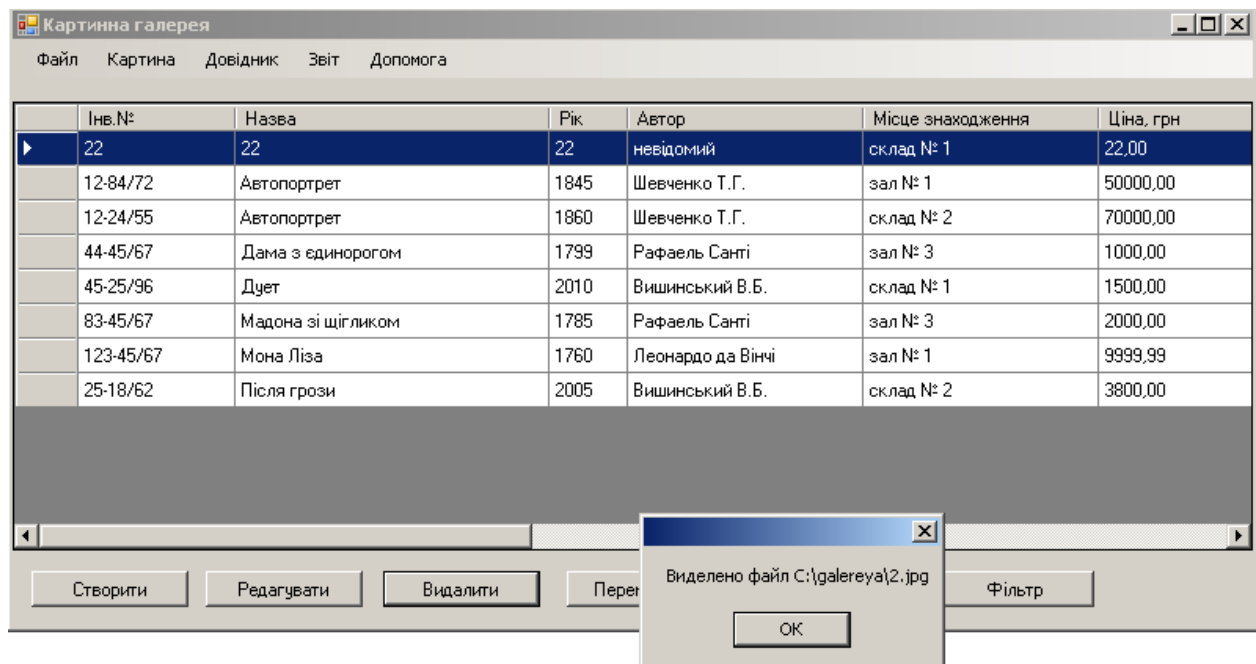 Картинна галерея
Файл Картина Довідник Звіт Допомога
Інв.№ Назва Рік Автор Місце знаходження Ціна, грн
22 22 22 невідомий склад № 1 22,00
12-84/72 Автопортрет 1845 Шевченко Т.Г. зал № 1 50000,00
12-24/55 Автопортрет 1860 Шевченко Т.Г. склад № 2 70000,00
44-45/67 Дама з єдинорогом 1799 Рафаель Санті зал № 3 1000,00
45-25/96 Дует 2010 Вишинський В.Б. склад № 1 1500,00
83-45/67 Мадона зі щігликом 1785 Рафаель Санті зал № 3 2000,00
123-45/67 Мона Ліза 1760 Леонардо да Вінчі зал № 1 9999,99
25-18/62 Після грози 2005 Вишинський В.Б. склад № 2 3800,00
Створити Редагувати Видалити Фільтр
Виделено файл C:\galereya\2.jpg
OK